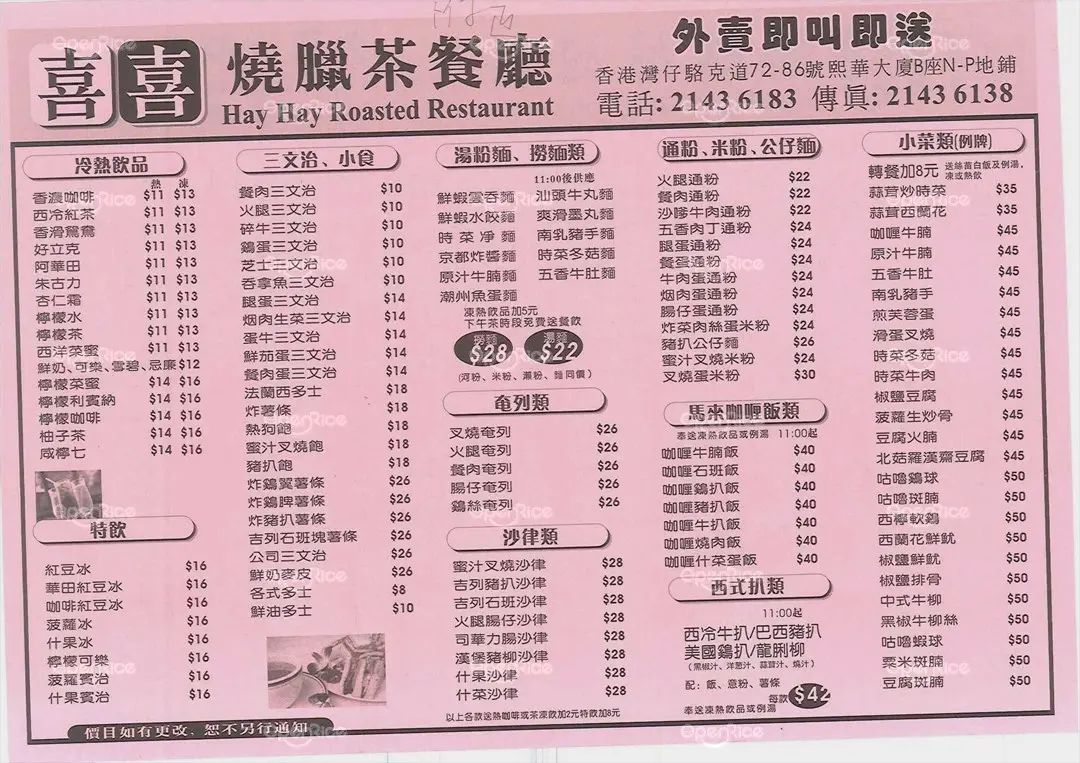 喜喜 燒臘茶餐廳
Hay Hay Roasted Restaurant
外賣即叫即送
香港灣仔駱克道72-86號熙華大廈B座N-P地鋪
電話: 2143 6183 傳眞: 2143 6138
冷熱飲品
熱 凍
香濃咖啡 $11 $13
西冷紅茶 $11 $13
香滑鴛鴦 $11 $13
好立克 $11 $13
阿華田 $11 $13
朱古力 $11 $13
杏仁霜 $11 $13
檸檬水 $11 $13
檸檬茶 $11 $13
西洋菜蜜 $11 $13
鮮奶、可樂、雪碧、忌廉 $12
檸檬菜蜜 $14 $16
檸檬利賓納 $14 $16
檸檬咖啡 $14 $16
柚子茶 $14 $16
咸檸七 $14 $16
特飲
紅豆冰 $16
華田紅豆冰 $16
咖啡紅豆冰 $16
菠蘿冰 $16
什果冰 $16
檸檬可樂 $16
菠蘿賓治 $16
什果賓治 $16
三文治、小食
餐肉三文治 $10
火腿三文治 $10
碎牛三文治 $10
鷄蛋三文治 $10
芝士三文治 $10
吞拿魚三文治 $10
腿蛋三文治 $14
烟肉生菜三文治 $14
蛋牛三文治 $14
鮮茄蛋三文治 $14
餐肉蛋三文治 $14
法蘭西多士 $18
炸薯條 $18
熱狗飽 $18
蜜汁叉燒飽 $18
豬扒飽 $18
炸鷄翼薯條 $26
炸鷄脾薯條 $26
炸豬扒薯條 $26
吉列石班塊薯條 $26
公司三文治 $26
鮮奶麥皮 $26
各式多士 $8
鮮油多士 $10
湯粉麵、撈麵類
11:00後供應
鮮蝦雲吞麵 汕頭牛丸麵
鮮蝦水餃麵 爽滑墨丸麵
時菜凈麵 南乳豬手麵
京都炸醬麵 時菜冬菇麵
原汁牛腩麵 五香牛肚麵
潮州魚蛋麵
凍熱飲品加5元
下午茶時段免費送餐飲
撈麵 $28 湯麵 $22
(河粉、米粉、瀨粉、麵同價)
奄列類
叉燒奄列 $26
火腿奄列 $26
餐肉奄列 $26
腸仔奄列 $26
鷄絲奄列 $26
沙律類
蜜汁叉燒沙律 $28
吉列豬扒沙律 $28
吉列石班沙律 $28
火腿腸仔沙律 $28
司華力腸沙律 $28
漢堡豬柳沙律 $28
什果沙律 $28
什菜沙律 $28
以上各款送熱咖啡或茶凍飲加2元特飲加8元
通粉、米粉、公仔麵
火腿通粉 $22
餐肉通粉 $22
沙嗲牛肉通粉 $22
五香肉丁通粉 $24
腿蛋通粉 $24
餐蛋通粉 $24
牛肉蛋通粉 $24
烟肉蛋通粉 $24
腸仔蛋通粉 $24
炸菜肉絲蛋米粉 $24
豬扒公仔麵 $26
蜜汁叉燒米粉 $24
叉燒蛋米粉 $30
馬來咖喱飯類
奉送凍熱飲品或例湯 11:00起
咖喱牛腩飯 $40
咖喱石班飯 $40
咖喱鷄扒飯 $40
咖喱豬扒飯 $40
咖喱牛扒飯 $40
咖喱燒肉飯 $40
咖喱什菜蛋飯 $40
西式扒類
11:00起
西冷牛扒/巴西豬扒
美國鷄扒/龍脷柳
(黑椒汁、洋葱汁、蒜茸汁、燒汁)
配: 飯、意粉、薯條
每款 $42
奉送凍熱飲品或例湯
小菜類(例牌)
轉餐加8元 送絲苗白飯及例湯,
凍或熱飲
蒜茸炒時菜 $35
蒜茸西蘭花 $35
咖喱牛腩 $45
原汁牛腩 $45
五香牛肚 $45
南乳豬手 $45
煎芙蓉蛋 $45
滑蛋叉燒 $45
時菜冬菇 $45
時菜牛肉 $45
椒鹽豆腐 $45
菠蘿生炒骨 $45
豆腐火腩 $45
北菇羅漢齋豆腐 $45
咕嚕鷄球 $50
咕嚕斑腩 $50
西檸軟鷄 $50
西蘭花鮮魷 $50
椒鹽鮮魷 $50
椒鹽排骨 $50
中式牛柳 $50
黑椒牛柳絲 $50
咕嚕蝦球 $50
粟米斑腩 $50
豆腐斑腩 $50
價目如有更改, 恕不另行通知